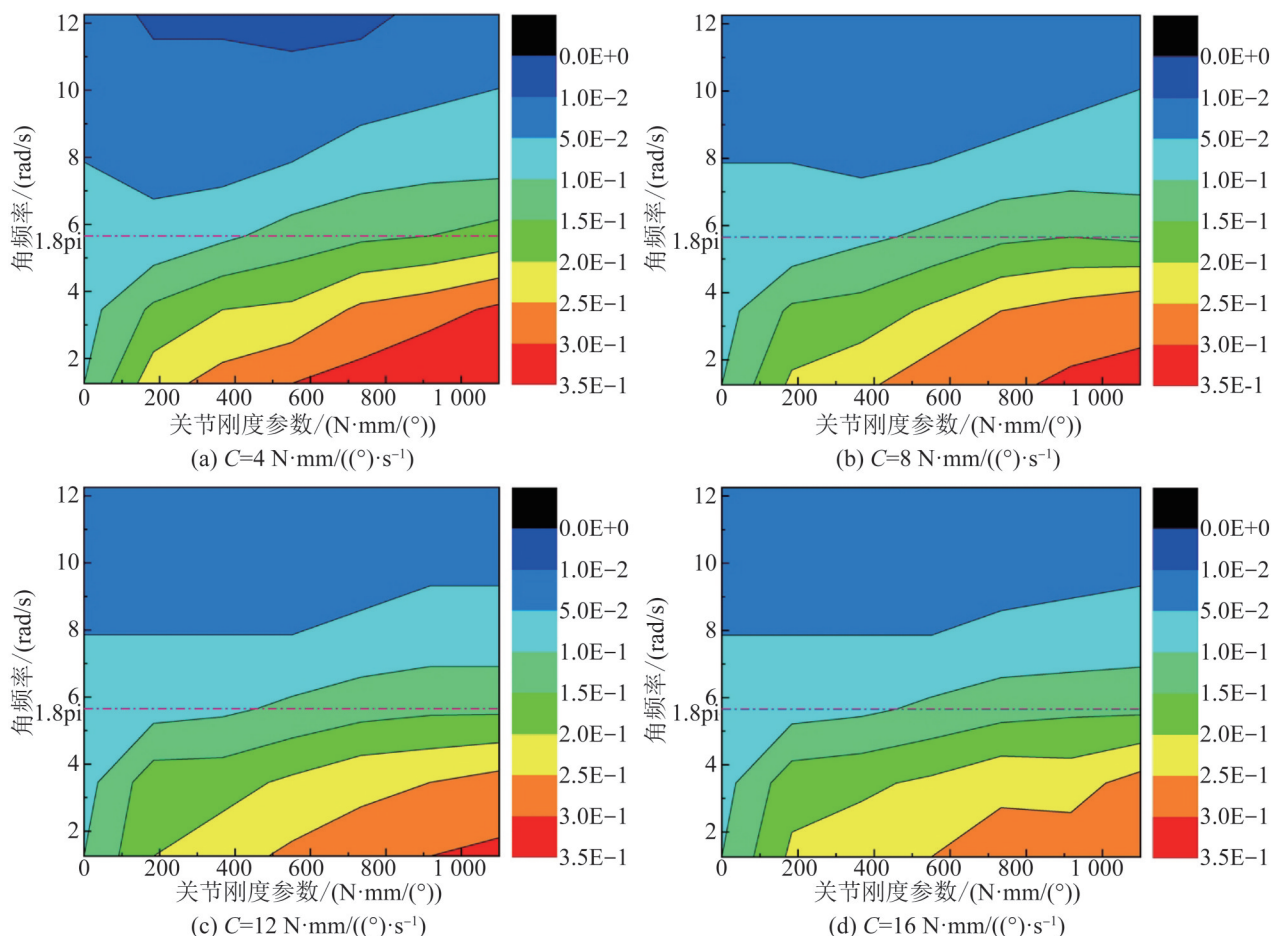 12
10
8
6
1.8pi
4
2
角频率/(rad/s)
0 200 400 600 800 1 000
关节刚度参数/(N·mm/(°))
0.0E+0
1.0E−2
5.0E−2
1.0E−1
1.5E−1
2.0E−1
2.5E−1
3.0E−1
3.5E−1
(a) C=4 N·mm/((°)·s⁻¹)
12
10
8
6
1.8pi
4
2
角频率/(rad/s)
0 200 400 600 800 1 000
关节刚度参数/(N·mm/(°))
0.0E+0
1.0E−2
5.0E−2
1.0E−1
1.5E−1
2.0E−1
2.5E−1
3.0E−1
3.5E-1
(b) C=8 N·mm/((°)·s⁻¹)
12
10
8
6
1.8pi
4
2
角频率/(rad/s)
0 200 400 600 800 1 000
关节刚度参数/(N·mm/(°))
0.0E+0
1.0E−2
5.0E−2
1.0E−1
1.5E−1
2.0E−1
2.5E−1
3.0E−1
3.5E−1
(c) C=12 N·mm/((°)·s⁻¹)
12
10
8
6
1.8pi
4
2
角频率/(rad/s)
0 200 400 600 800 1 000
关节刚度参数/(N·mm/(°))
0.0E+0
1.0E−2
5.0E−2
1.0E−1
1.5E−1
2.0E−1
2.5E−1
3.0E−1
3.5E−1
(d) C=16 N·mm/((°)·s⁻¹)